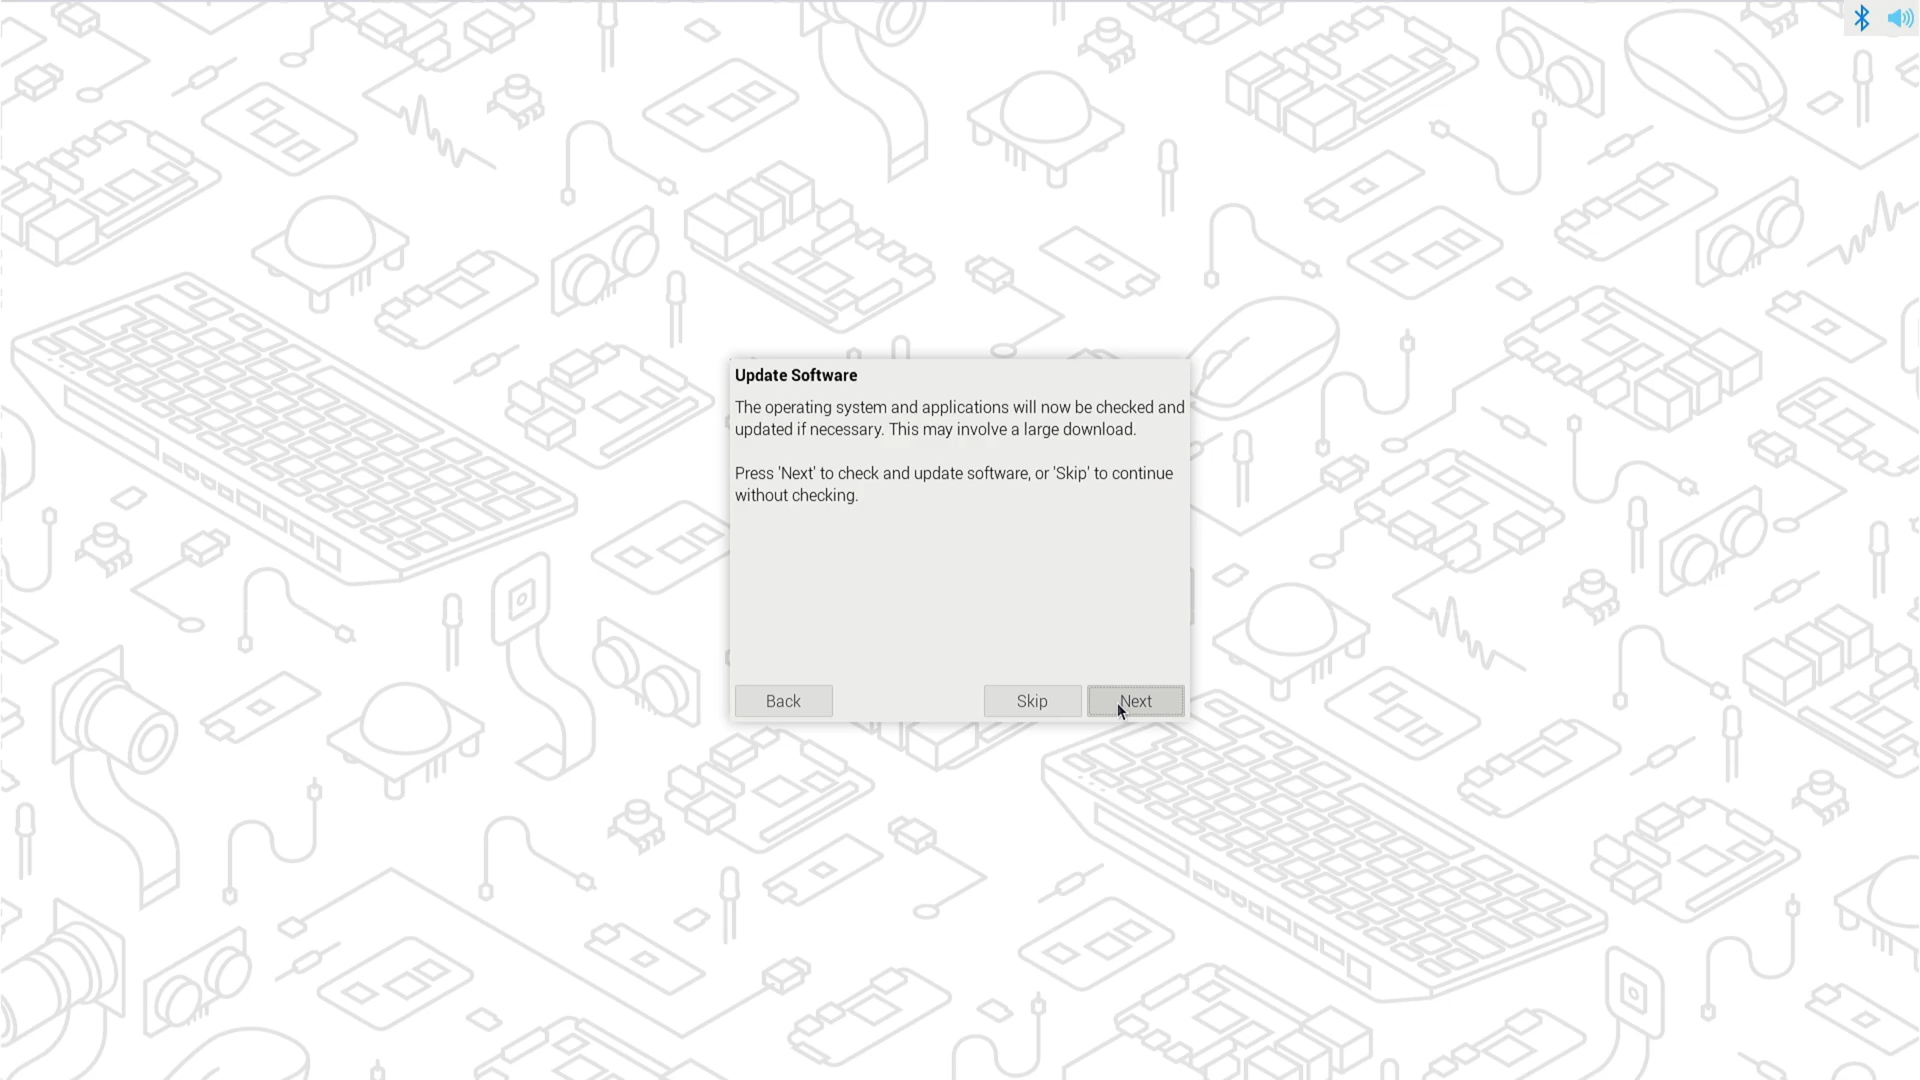 Update Software
The operating system and applications will now be checked and
updated if necessary. This may involve a large download.
Press 'Next' to check and update software, or 'Skip' to continue
without checking.
Back
Skip
Next